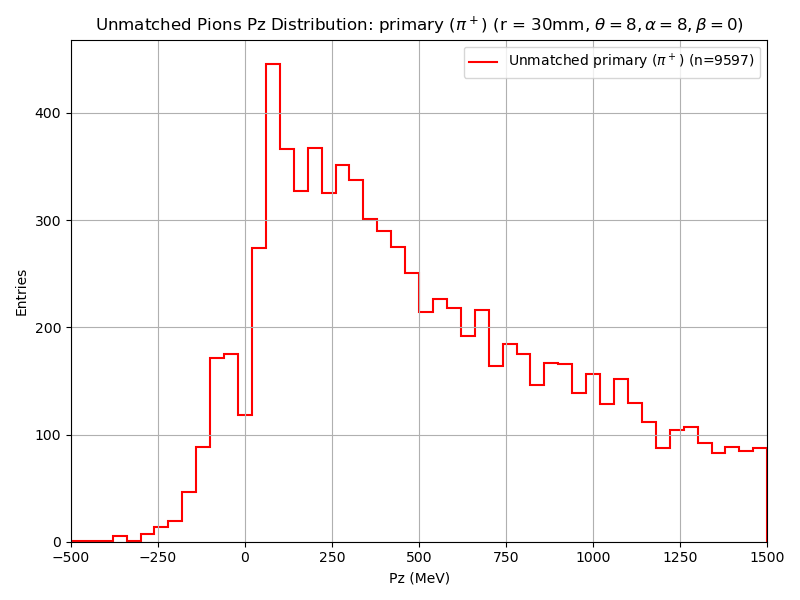 Unmatched Pions Pz Distribution: primary (π⁺) (r = 30mm, θ = 8, α = 8, β = 0)
Unmatched primary (π⁺) (n=9597)
Entries
400
300
200
100
0
−500 −250 0 250 500 750 1000 1250 1500
Pz (MeV)